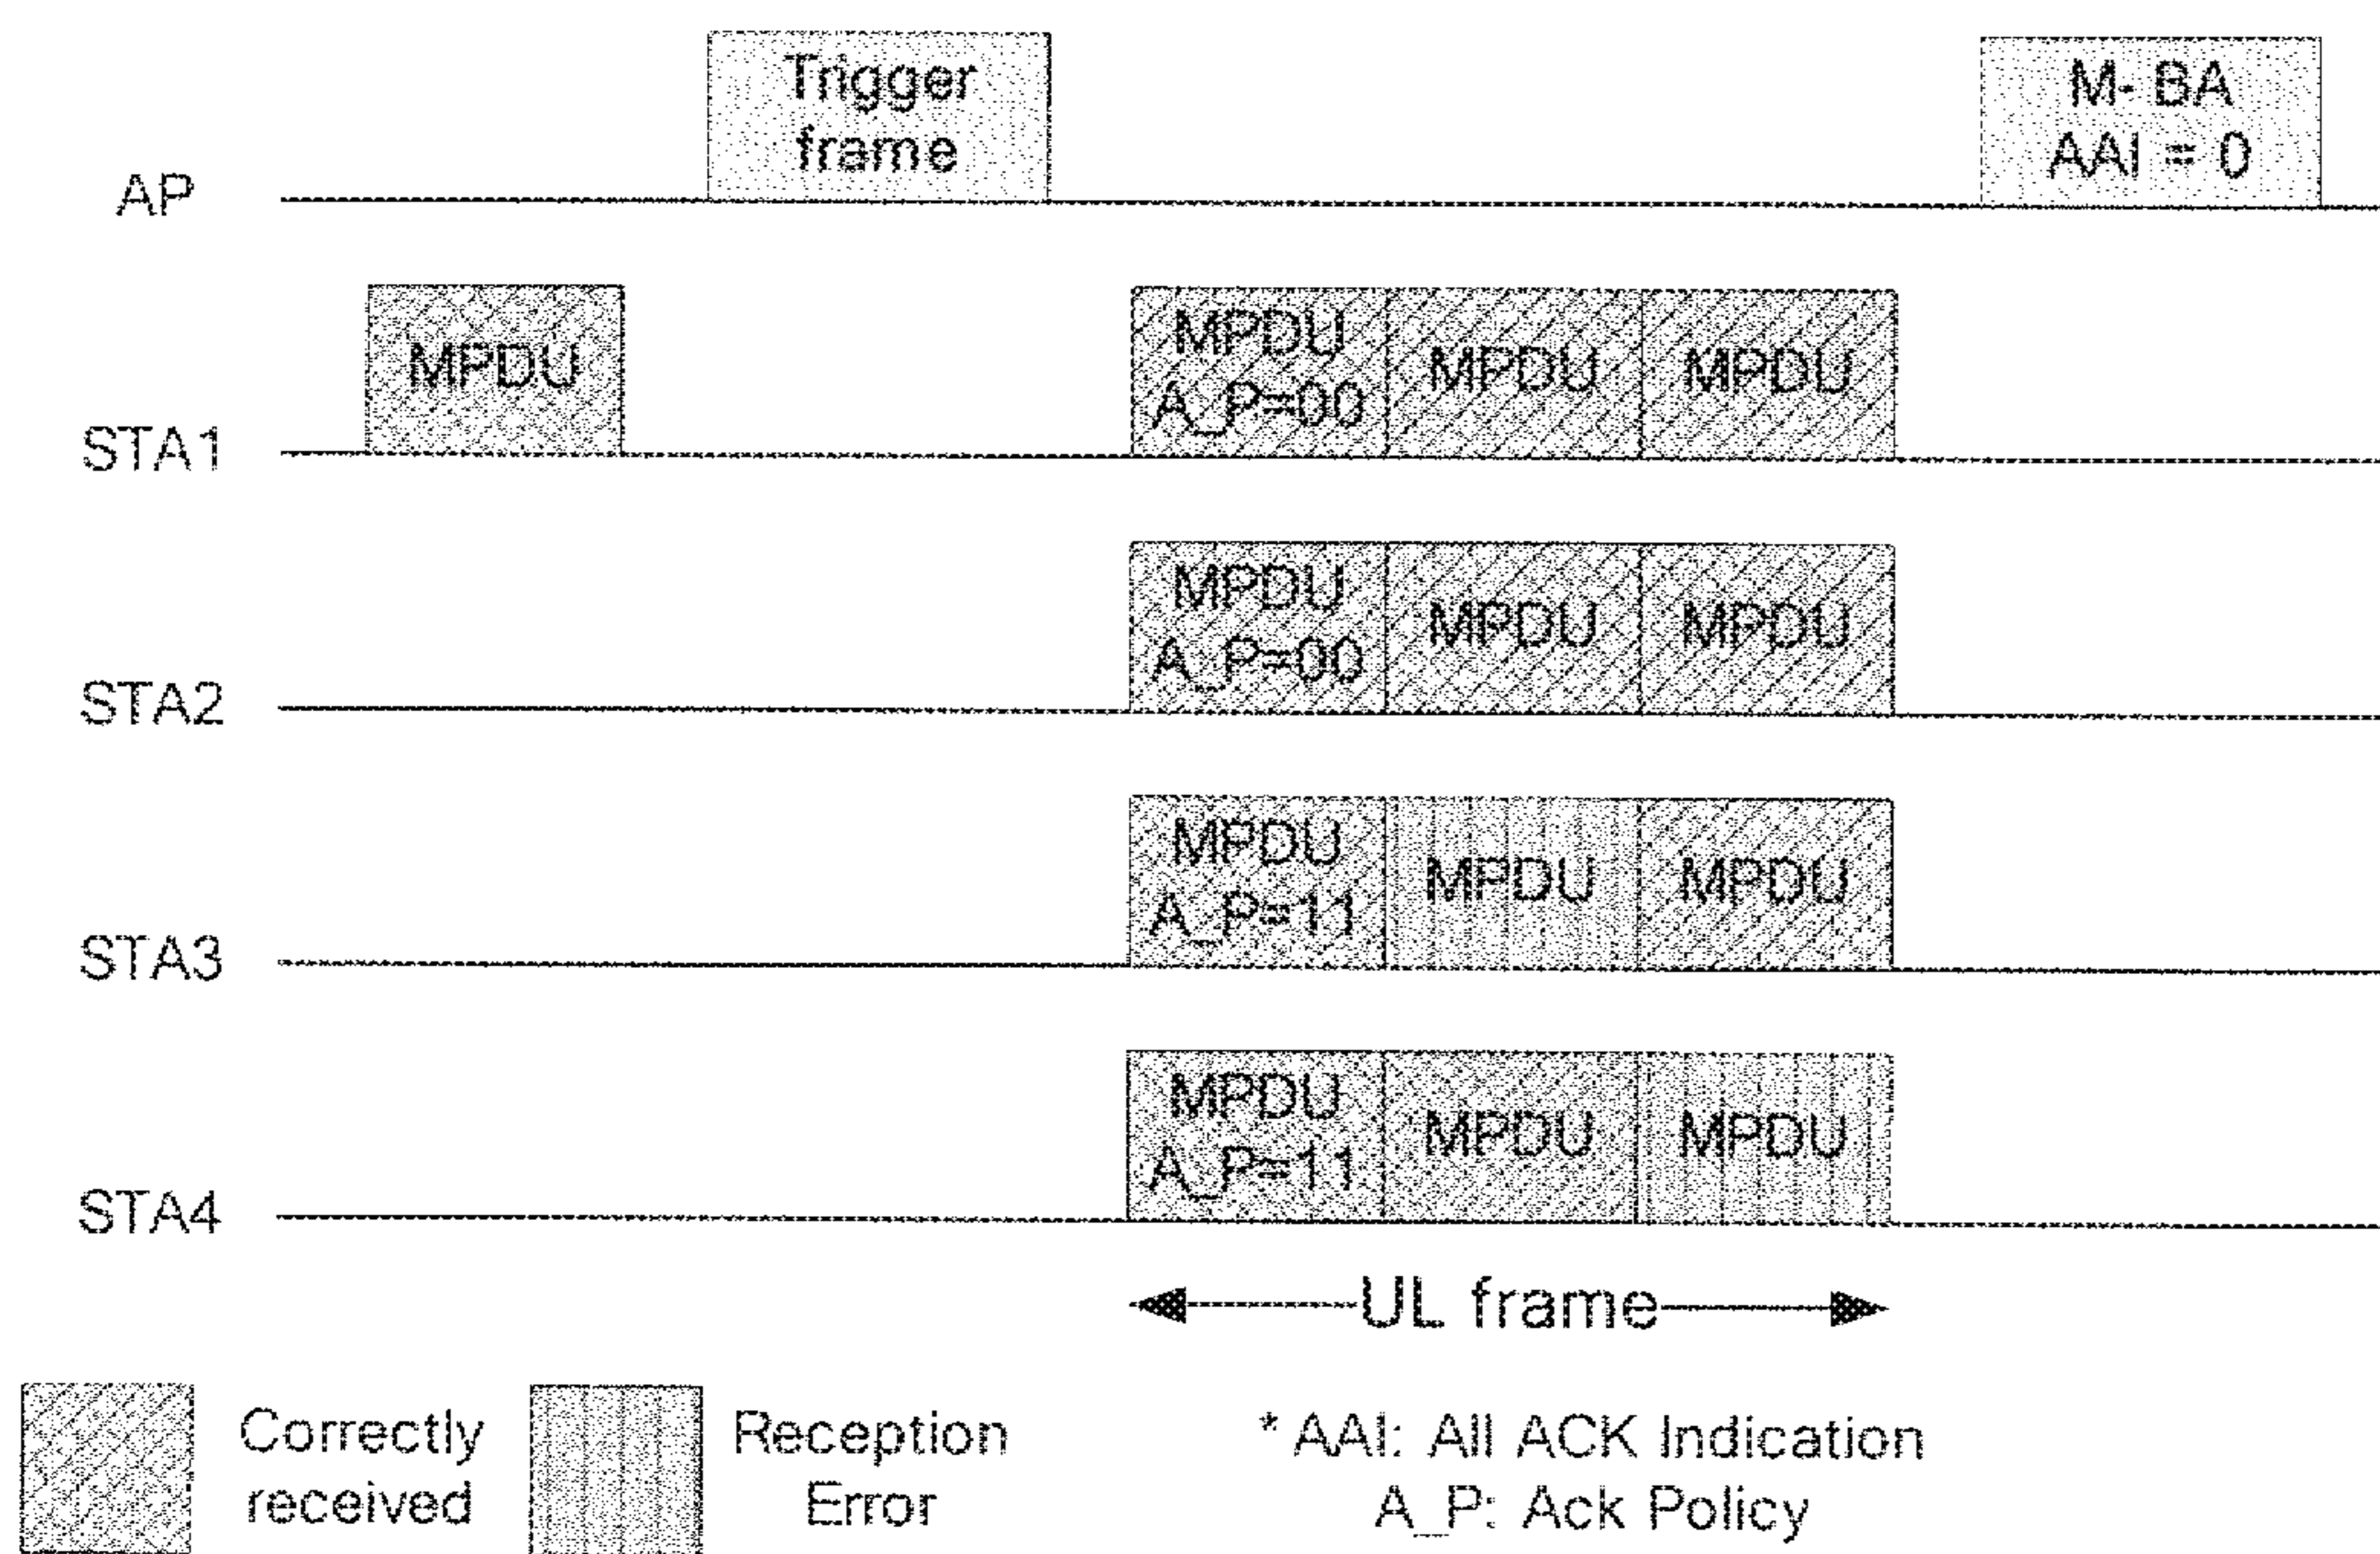 Trigger
frame
M- BA
AAI = 0
AP
MPDU
MPDU
A_P=00
MPDU
MPDU
STA1
MPDU
A_P=00
MPDU
MPDU
STA2
MPDU
A_P=11
MPDU
MPDU
STA3
MPDU
A_P=11
MPDU
MPDU
STA4
UL frame
Correctly
received
Reception
Error
* AAI: All ACK Indication
A_P: Ack Policy